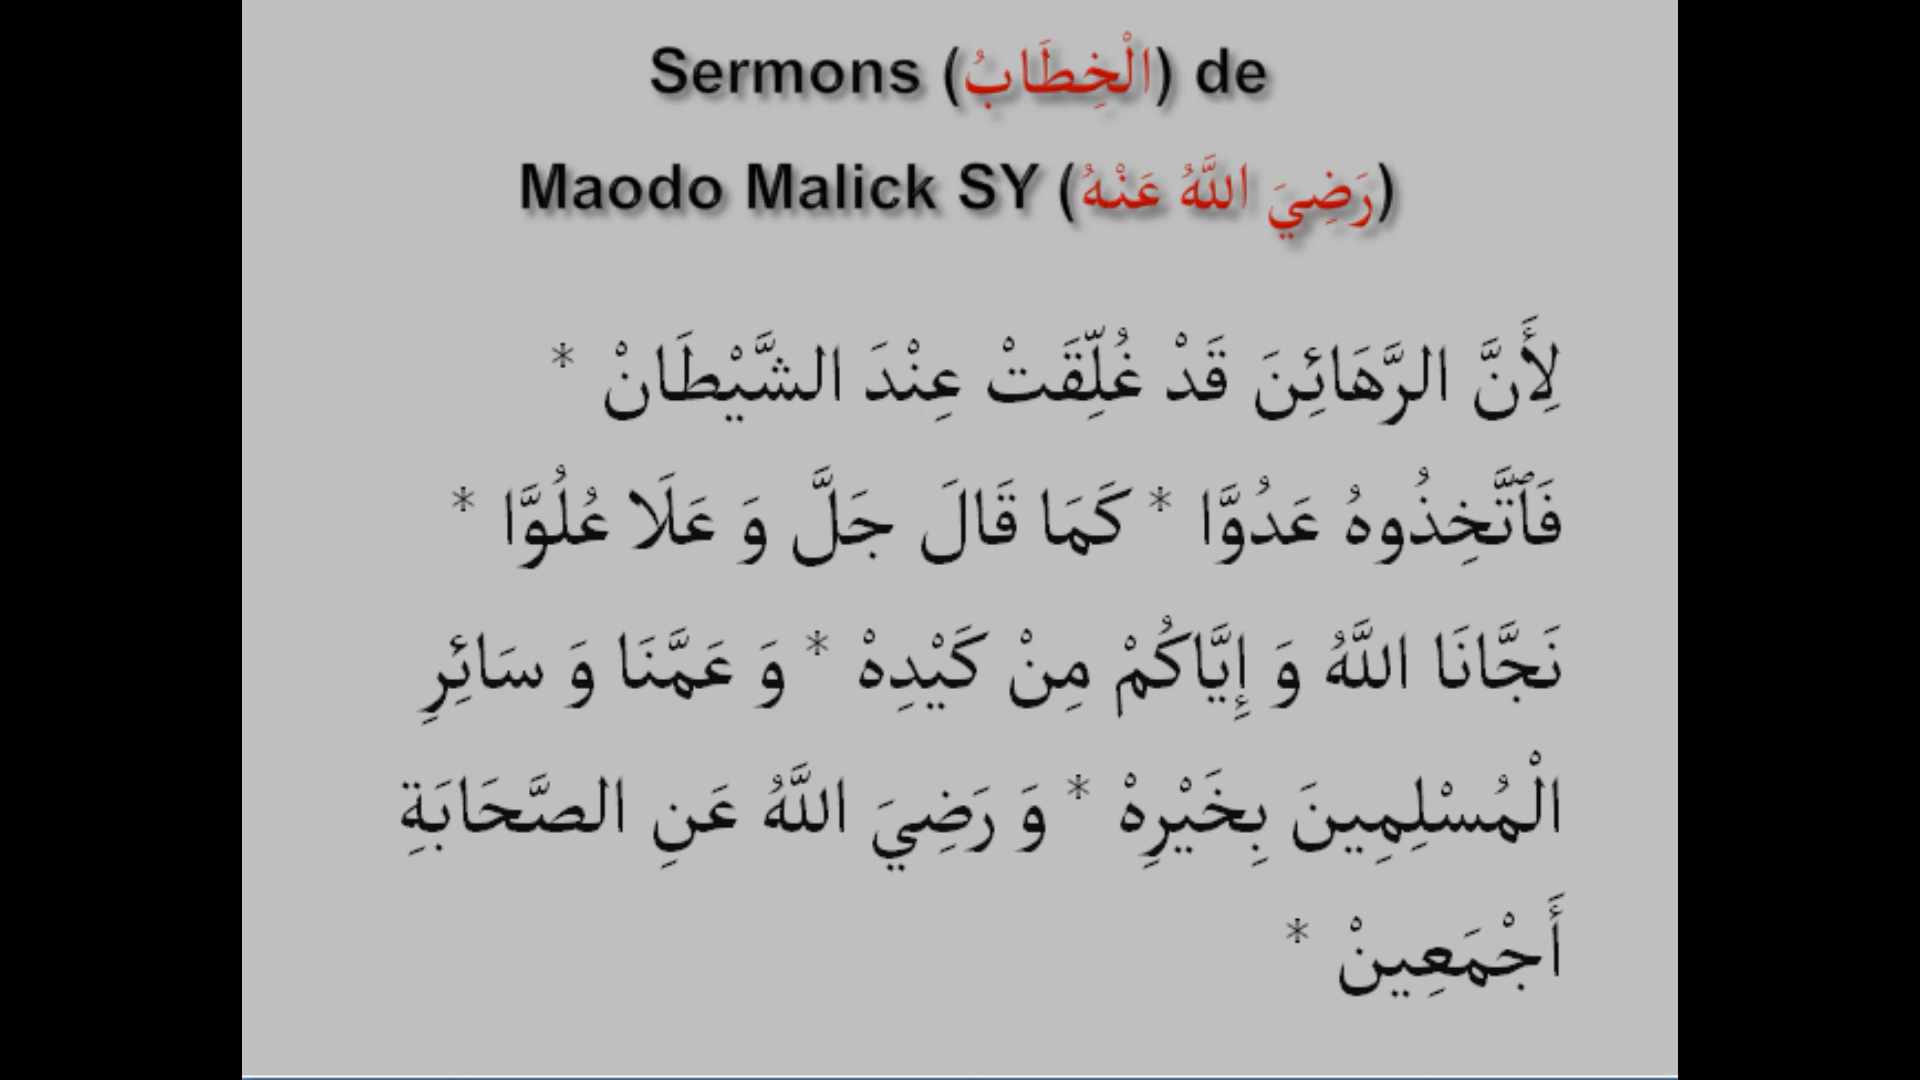 Sermons (الْخِطَابُ) de
Maodo Malick SY (رَضِيَ اللَّهُ عَنْهُ)
لِأَنَّ الرَّهَائِنَ قَدْ غُلِّقَتْ عِنْدَ الشَّيْطَانْ *
فَٱتَّخِذُوهُ عَدُوَّا * كَمَا قَالَ جَلَّ وَ عَلَا عُلُوَّا *
نَجَّانَا اللَّهُ وَ إِيَّاكُمْ مِنْ كَيْدِهْ * وَ عَمَّنَا وَ سَائِرِ
الْمُسْلِمِينَ بِخَيْرِهْ * وَ رَضِيَ اللَّهُ عَنِ الصَّحَابَةِ
أَجْمَعِينْ *